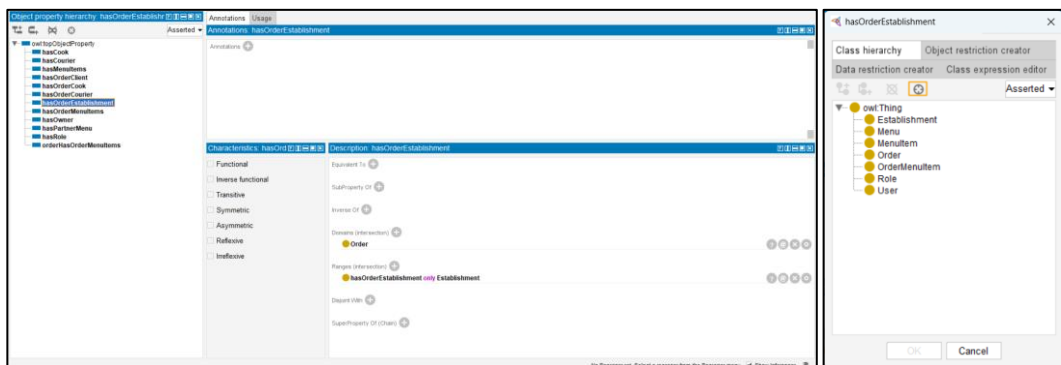 Object property hierarchy: hasOrderEstablishr
Asserted
owl:topObjectProperty
hasCook
hasCourier
hasMenuItems
hasOrderClient
hasOrderCook
hasOrderCourier
hasOrderEstablishment
hasOrderMenuItems
hasOwner
hasPartnerMenu
hasRole
orderHasOrderMenuItems
Annotations Usage
Annotations: hasOrderEstablishment
Annotations
Characteristics: hasOrd
Functional
Inverse functional
Transitive
Symmetric
Asymmetric
Reflexive
Irreflexive
Description: hasOrderEstablishment
Equivalent To
SubProperty Of
Inverse Of
Domains (intersection)
Order
Ranges (intersection)
hasOrderEstablishment only Establishment
Disjoint With
SuperProperty Of (Chain)
hasOrderEstablishment
Class hierarchy Object restriction creator
Data restriction creator Class expression editor
Asserted
owl:Thing
Establishment
Menu
MenuItem
Order
OrderMenuItem
Role
User
OK Cancel